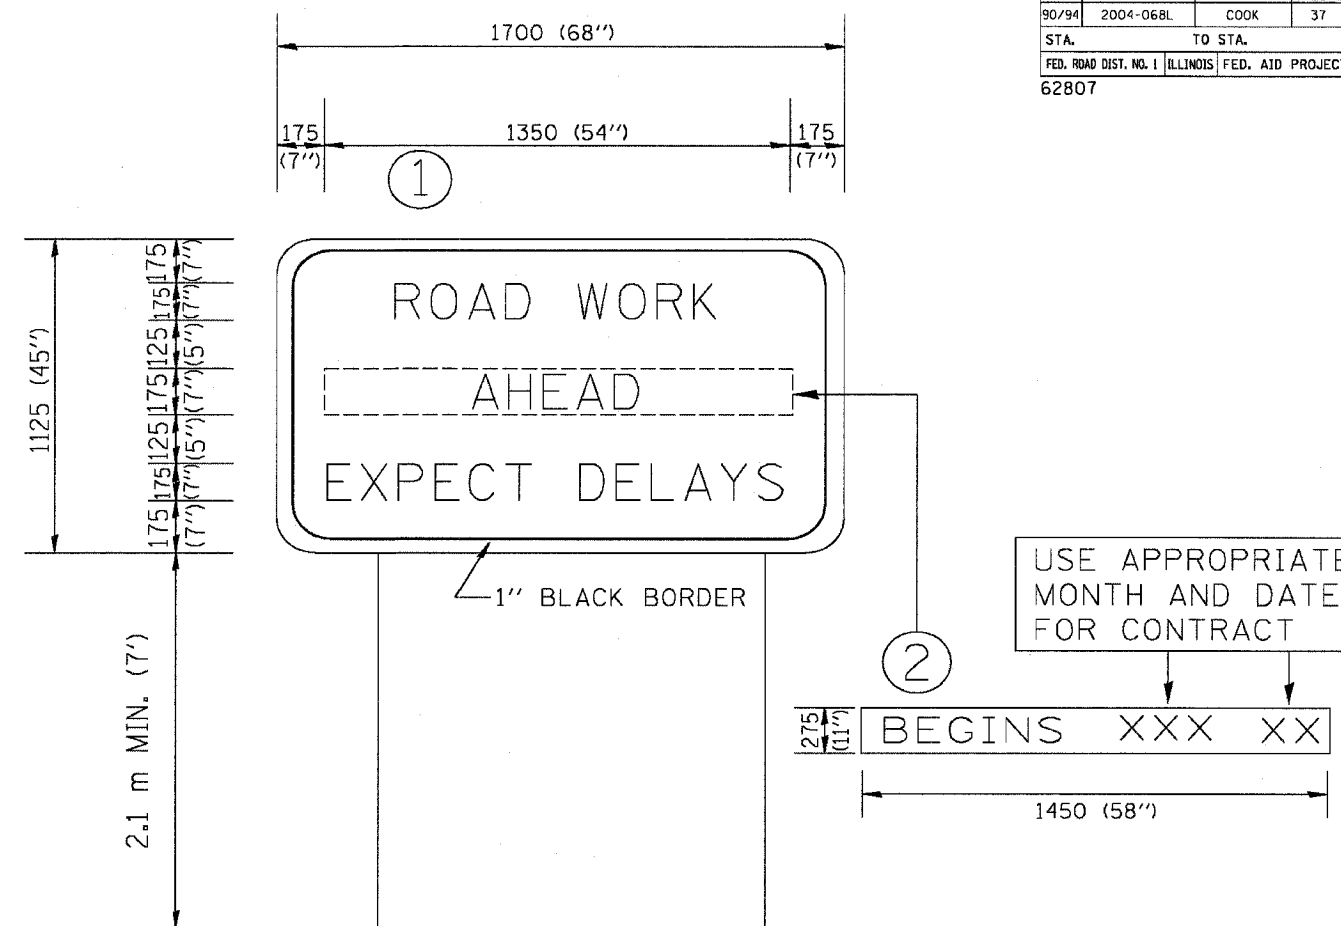 90/94 2004-068L COOK 37
STA. TO STA.
FED. ROAD DIST. NO. 1 ILLINOIS FED. AID PROJECT
62807
1700 (68'')
175 (7'')
1350 (54'')
175 (7'')
1
1125 (45'')
175 (7'')
175 (7'')
125 (5'')
175 (7'')
125 (5'')
175 (7'')
175 (7'')
ROAD WORK
AHEAD
EXPECT DELAYS
1'' BLACK BORDER
2.1 m MIN. (7')
USE APPROPRIATE
MONTH AND DATE
FOR CONTRACT
2
275 (11'')
BEGINS XXX XX
1450 (58'')